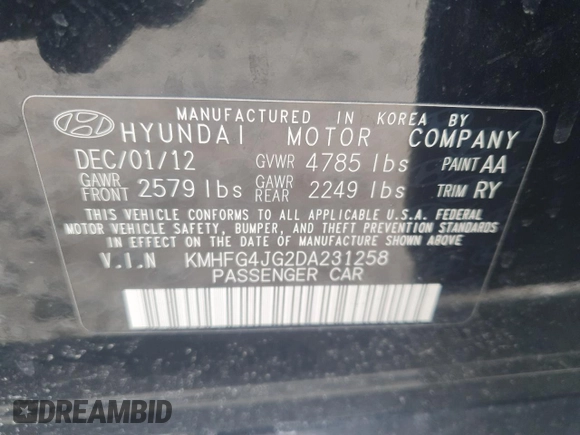 MANUFACTURED IN KOREA BY
HYUNDAI MOTOR COMPANY
DEC/01/12 GVWR 4785 lbs PAINT AA
GAWR FRONT 2579 lbs GAWR REAR 2249 lbs TRIM RY
THIS VEHICLE CONFORMS TO ALL APPLICABLE U.S.A. FEDERAL
MOTOR VEHICLE SAFETY, BUMPER, AND THEFT PREVENTION STANDARDS
IN EFFECT ON THE DATE OF MANUFACTURE SHOWN ABOVE.
V.I.N KMHFG4JG2DA231258
PASSENGER CAR
DREAMBID